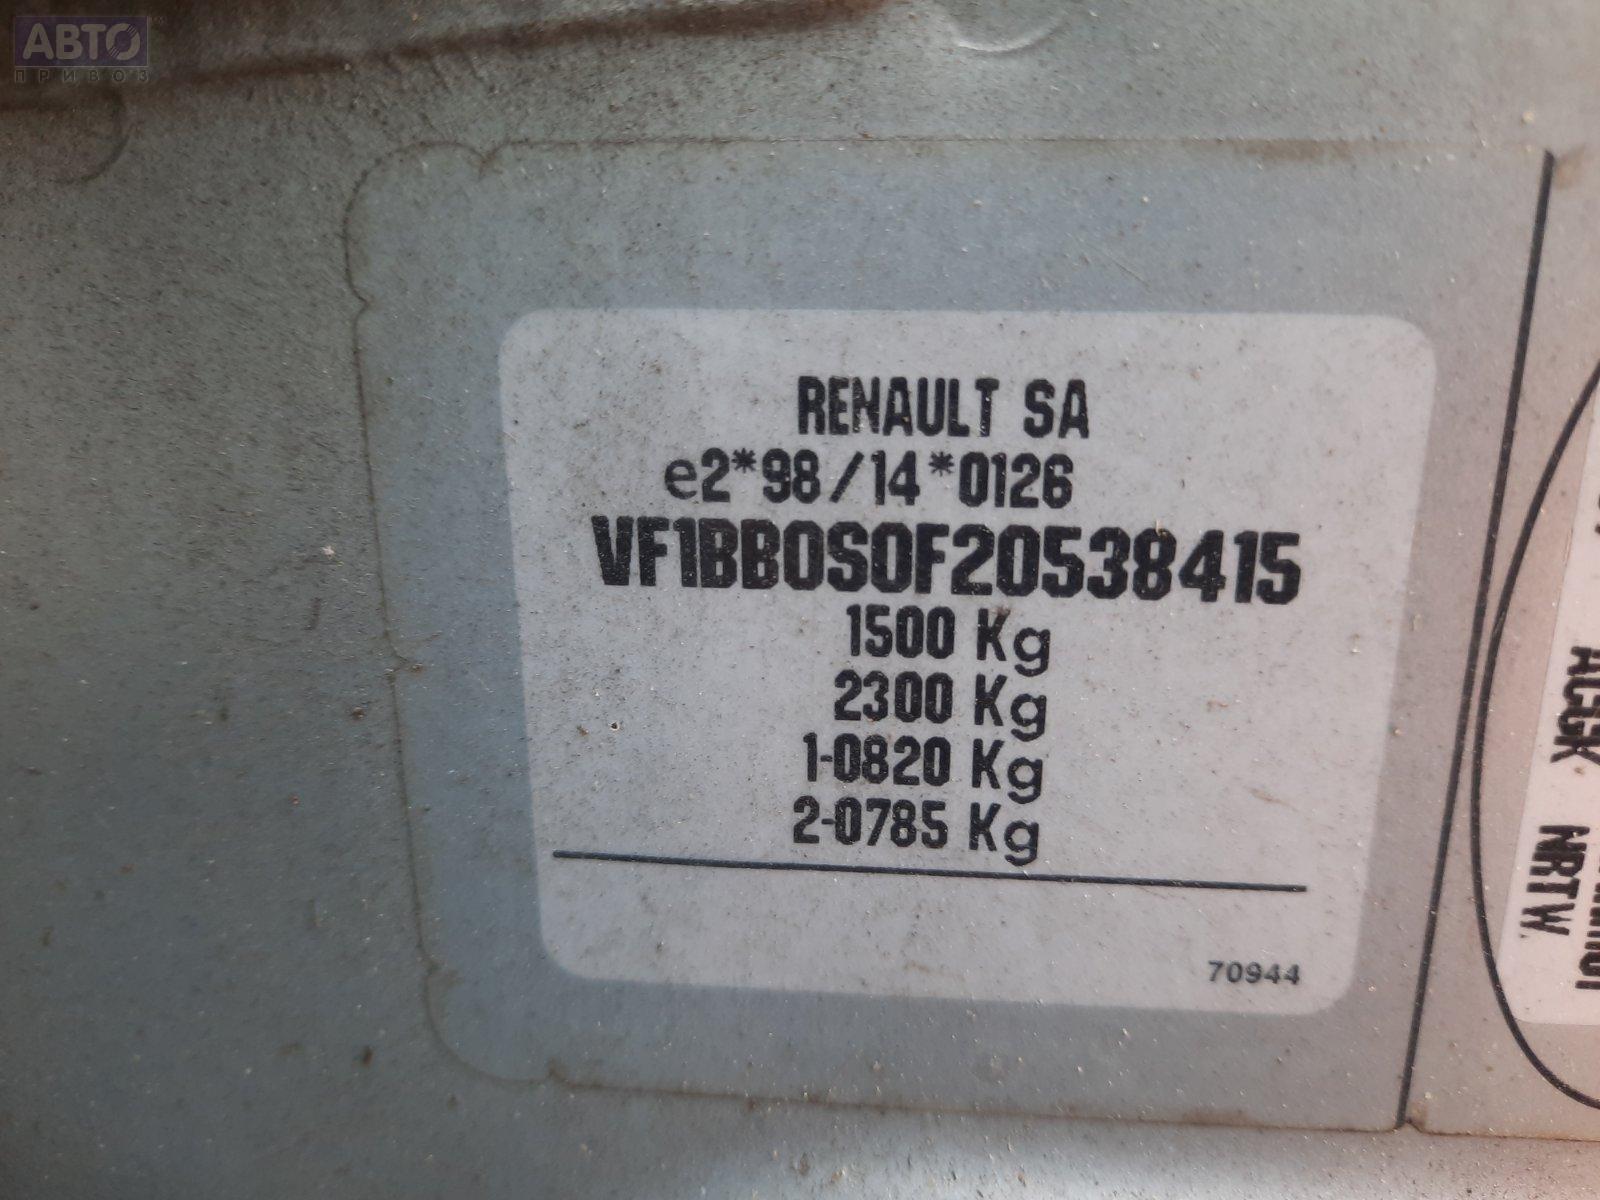 АВТО
ПРИВОЗ
RENAULT SA
e2*98/14*0126
VF1BB0S0F20538415
1500 Kg
2300 Kg
1-0820 Kg
2-0785 Kg
70944
NRTW.